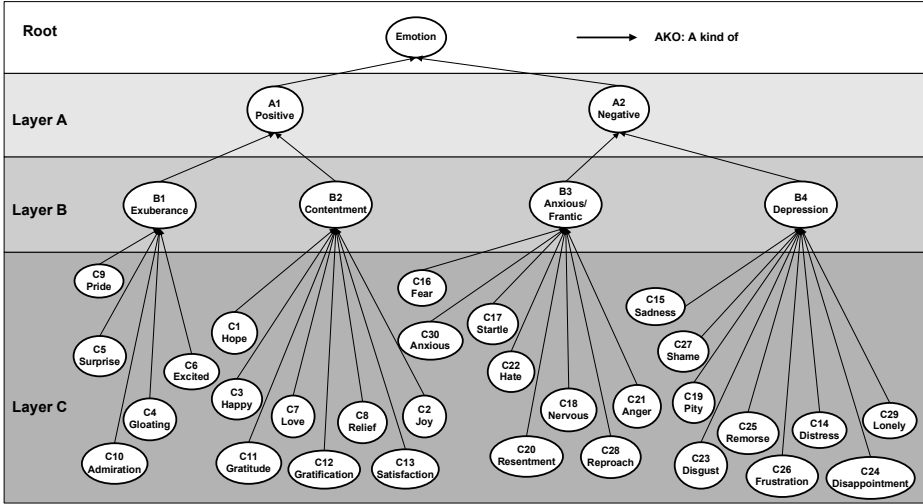 Root
Emotion
AKO: A kind of
Layer A
A1
Positive
A2
Negative
Layer B
B1
Exuberance
B2
Contentment
B3
Anxious/
Frantic
B4
Depression
Layer C
C9
Pride
C16
Fear
C15
Sadness
C1
Hope
C17
Startle
C30
Anxious
C5
Surprise
C27
Shame
C6
Excited
C22
Hate
C3
Happy
C19
Pity
C4
Gloating
C7
Love
C8
Relief
C2
Joy
C18
Nervous
C21
Anger
C25
Remorse
C14
Distress
C29
Lonely
C10
Admiration
C11
Gratitude
C12
Gratification
C13
Satisfaction
C20
Resentment
C28
Reproach
C23
Disgust
C26
Frustration
C24
Disappointment